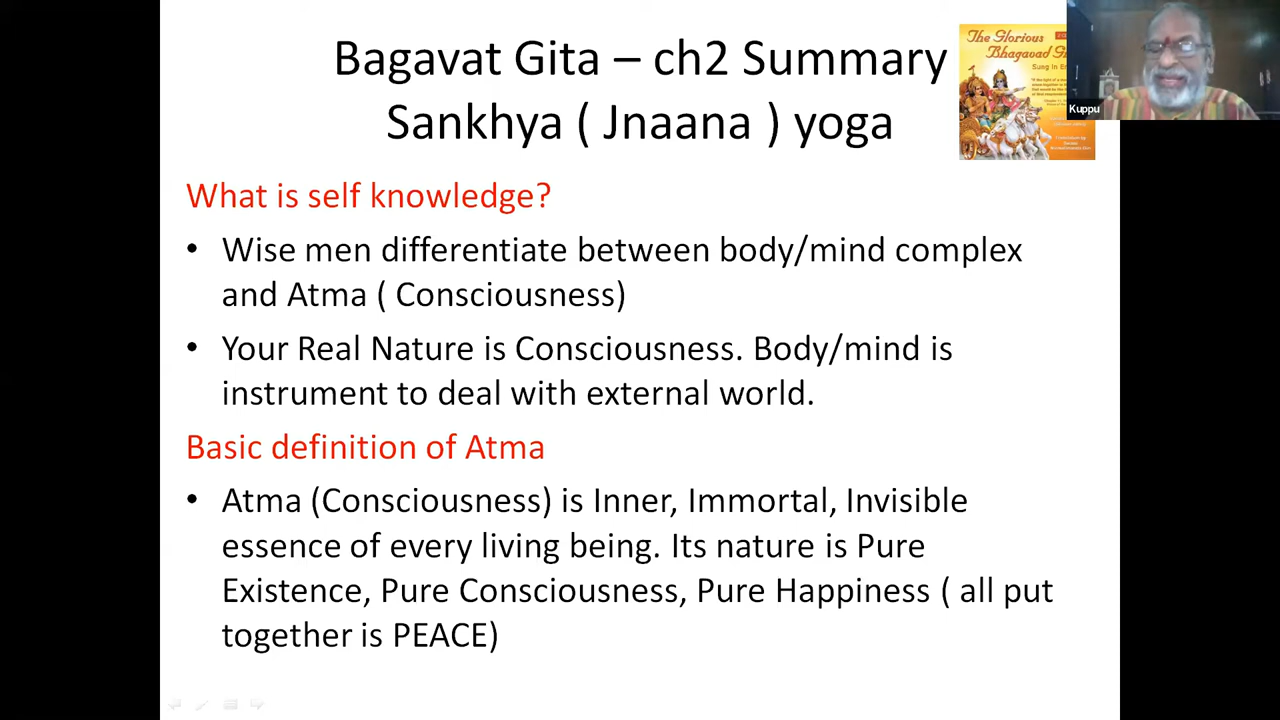 Bagavat Gita – ch2 Summary
Sankhya ( Jnaana ) yoga
The Glorious
Bhagavad G
Sung in En
Kuppu
What is self knowledge?
• Wise men differentiate between body/mind complex
and Atma ( Consciousness)
• Your Real Nature is Consciousness. Body/mind is
instrument to deal with external world.
Basic definition of Atma
• Atma (Consciousness) is Inner, Immortal, Invisible
essence of every living being. Its nature is Pure
Existence, Pure Consciousness, Pure Happiness ( all put
together is PEACE)